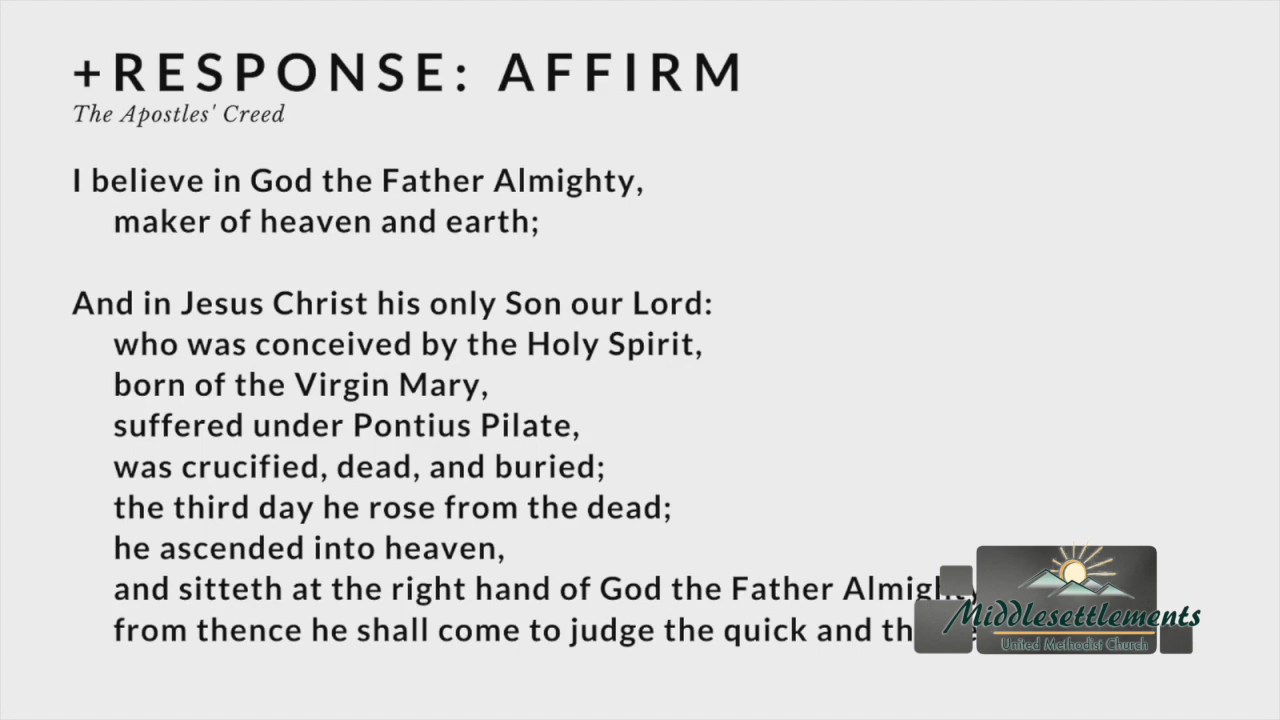 +RESPONSE: AFFIRM
The Apostles' Creed
I believe in God the Father Almighty,
maker of heaven and earth;
And in Jesus Christ his only Son our Lord:
who was conceived by the Holy Spirit,
born of the Virgin Mary,
suffered under Pontius Pilate,
was crucified, dead, and buried;
the third day he rose from the dead;
he ascended into heaven,
and sitteth at the right hand of God the Father Almighty
from thence he shall come to judge the quick and th
Middlesettlements
United Methodist Church